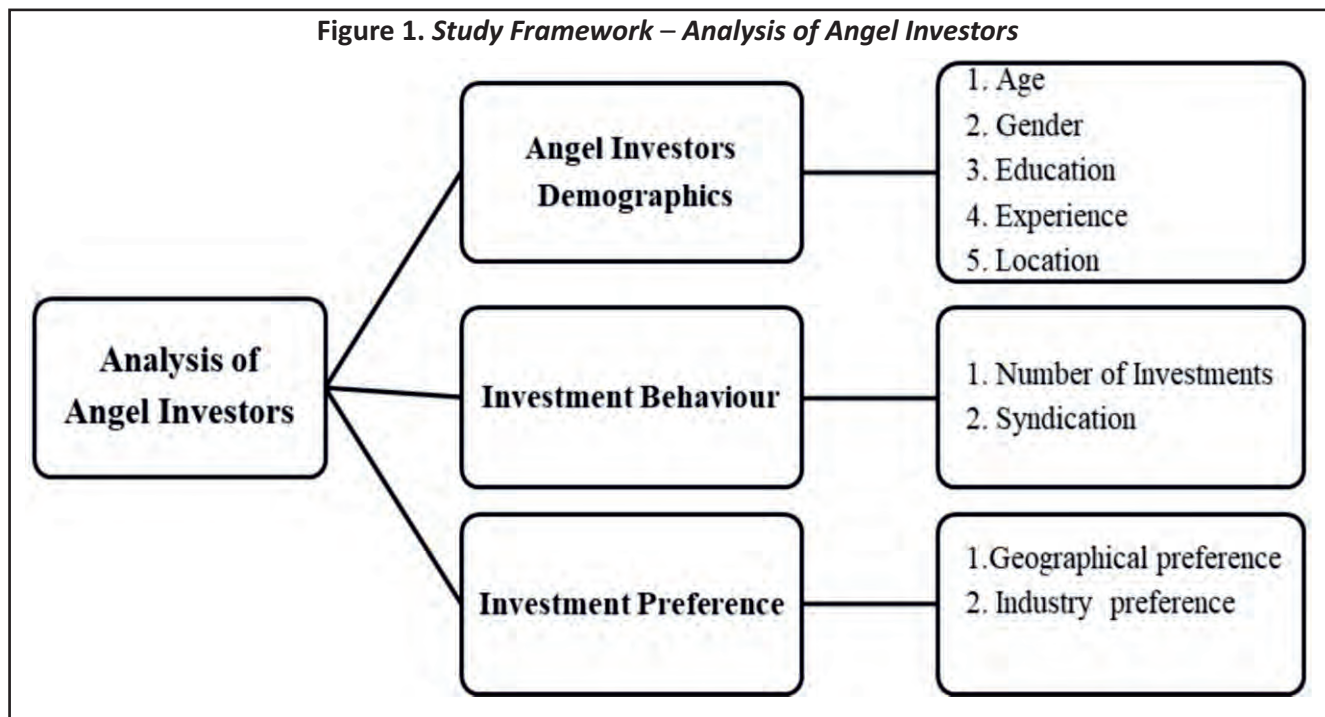 Figure 1. Study Framework – Analysis of Angel Investors
Analysis of
Angel Investors
Angel Investors
Demographics
1. Age
2. Gender
3. Education
4. Experience
5. Location
Investment Behaviour
1. Number of Investments
2. Syndication
Investment Preference
1.Geographical preference
2. Industry preference